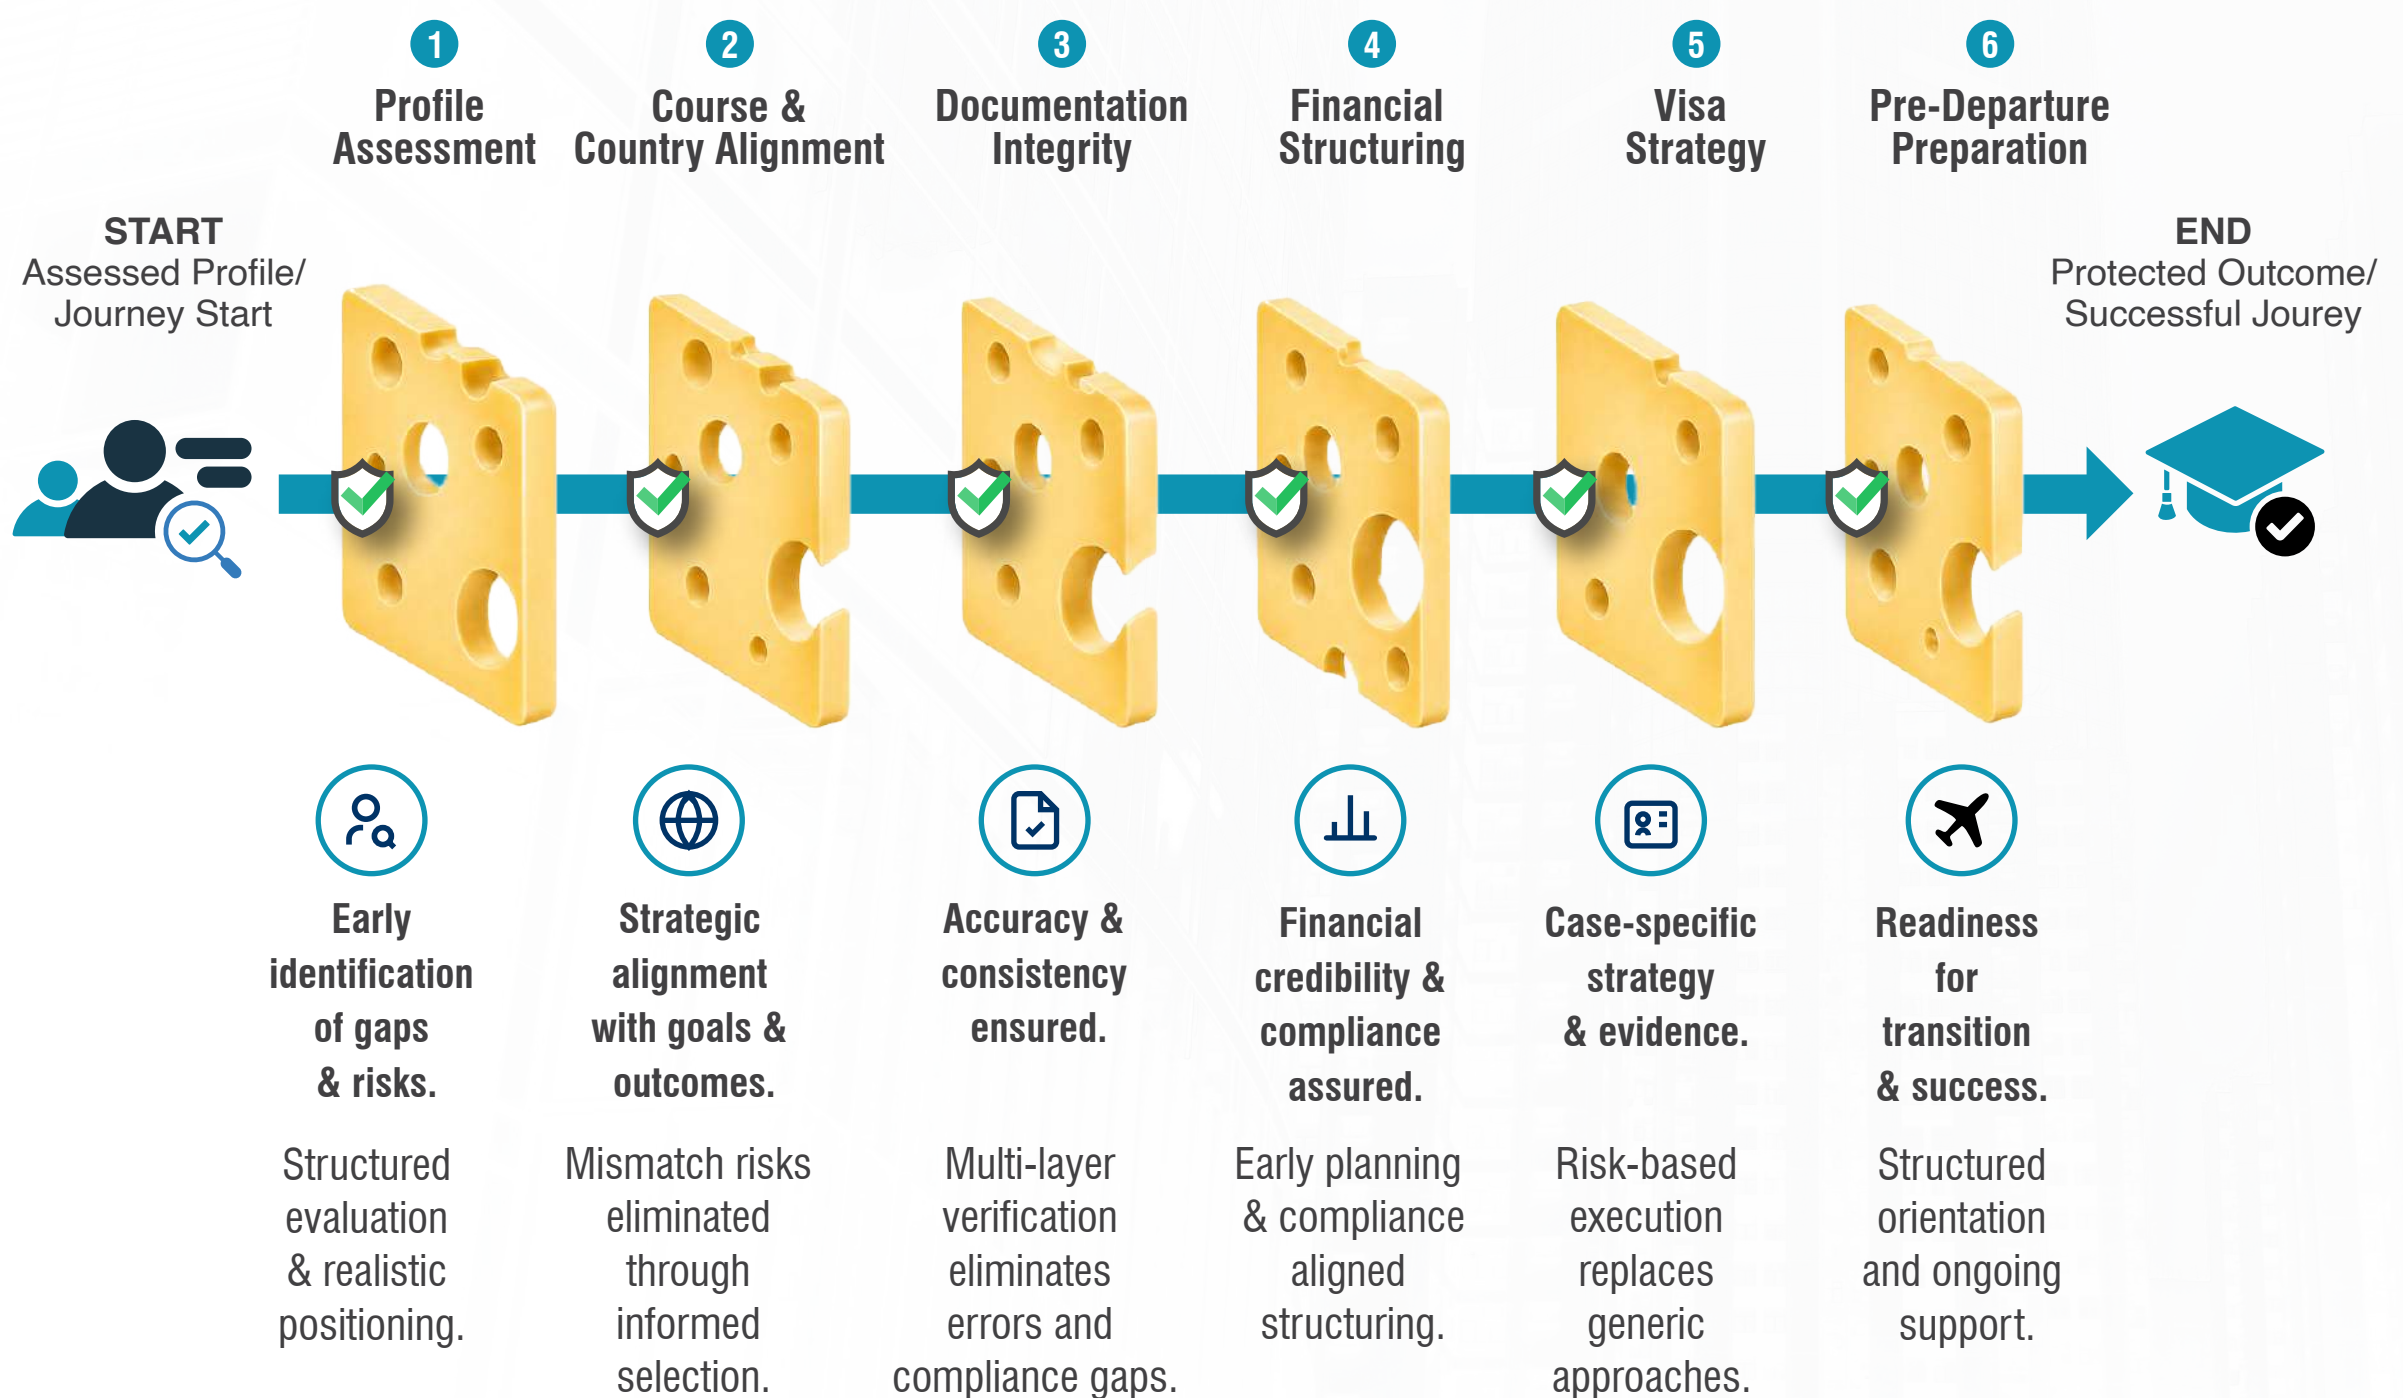 1
Profile
Assessment
2
Course &
Country Alignment
3
Documentation
Integrity
4
Financial
Structuring
5
Visa
Strategy
6
Pre-Departure
Preparation
START
Assessed Profile/
Journey Start
END
Protected Outcome/
Successful Jourey
Early
identification
of gaps
& risks.
Structured
evaluation
& realistic
positioning.
Strategic
alignment
with goals &
outcomes.
Mismatch risks
eliminated
through
informed
selection.
Accuracy &
consistency
ensured.
Multi-layer
verification
eliminates
errors and
compliance gaps.
Financial
credibility &
compliance
assured.
Early planning
& compliance
aligned
structuring.
Case-specific
strategy
& evidence.
Risk-based
execution
replaces
generic
approaches.
Readiness
for
transition
& success.
Structured
orientation
and ongoing
support.